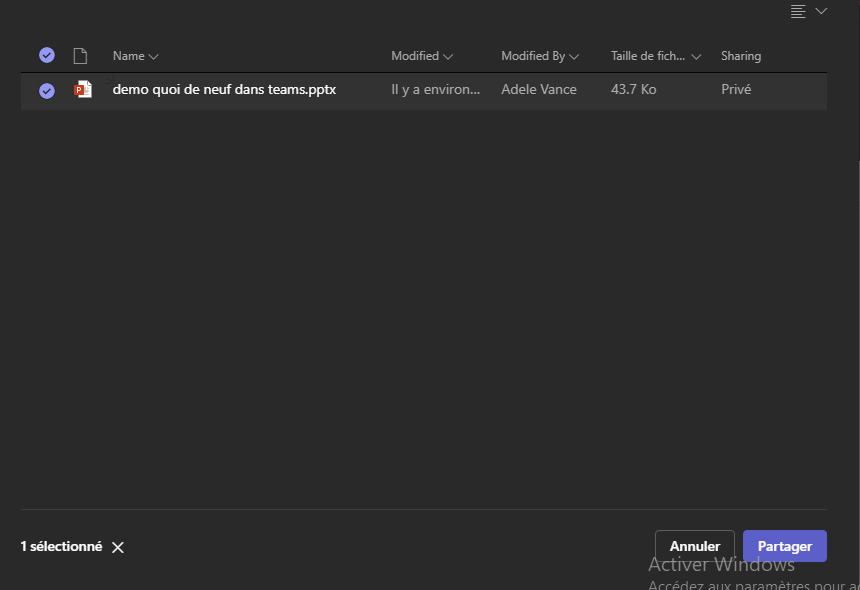 Name Modified Modified By Taille de fich... Sharing
demo quoi de neuf dans teams.pptx Il y a environ... Adele Vance 43.7 Ko Privé
1 sélectionné Annuler Partager
Activer Windows
Accédez aux paramètres pour